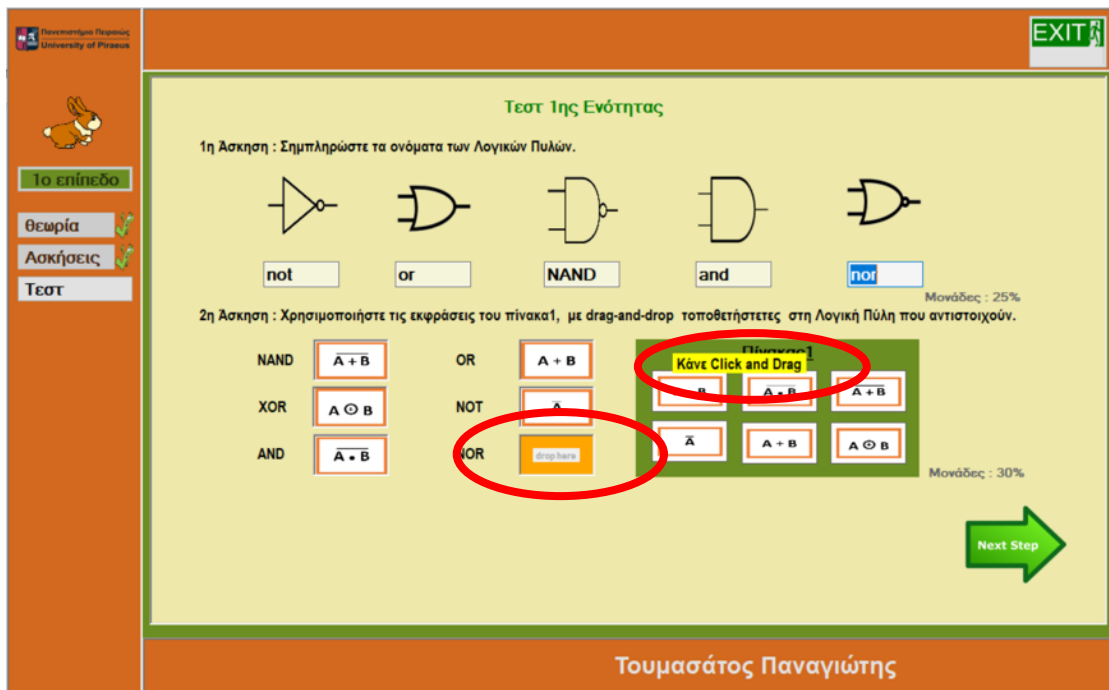 Πανεπιστήμιο Πειραιώς
University of Piraeus
EXIT
1ο επίπεδο
θεωρία
Ασκήσεις
Τεστ
Τεστ 1ης Ενότητας
1η Άσκηση : Σημπληρώστε τα ονόματα των Λογικών Πυλών.
not or NAND and nor
Μονάδες : 25%
2η Άσκηση : Χρησιμοποιήστε τις εκφράσεις του πίνακα1, με drag-and-drop τοποθετήστετες στη Λογική Πύλη που αντιστοιχούν.
Πίνακας1
Κάνε Click and Drag
NAND A̅ ̅+̅ ̅B̅ OR A + B
XOR A ⊙ B NOT A̅
AND A̅ ̅•̅ ̅B̅ NOR drop here
B A̅ ̅•̅ ̅B̅ A̅ ̅+̅ ̅B̅
A̅ A + B A ⊙ B
Μονάδες : 30%
Next Step
Τουμασάτος Παναγιώτης